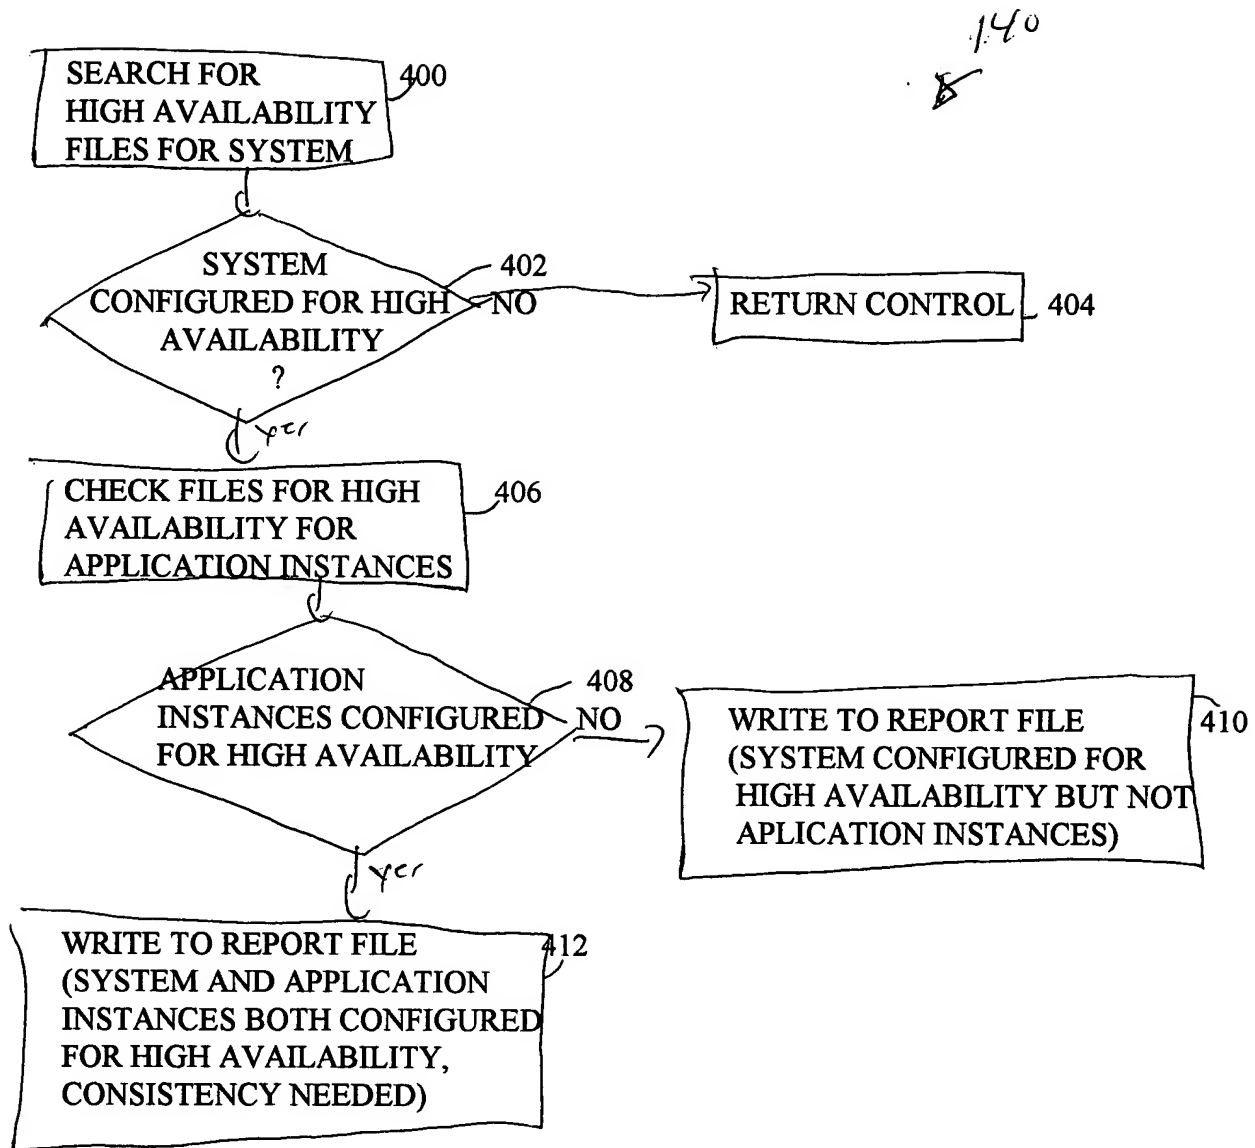 140
SEARCH FOR
HIGH AVAILABILITY
FILES FOR SYSTEM
400
SYSTEM
CONFIGURED FOR HIGH
AVAILABILITY
?
402
NO
RETURN CONTROL
404
yes
CHECK FILES FOR HIGH
AVAILABILITY FOR
APPLICATION INSTANCES
406
APPLICATION
INSTANCES CONFIGURED
FOR HIGH AVAILABILITY
408
NO
WRITE TO REPORT FILE
(SYSTEM CONFIGURED FOR
HIGH AVAILABILITY BUT NOT
APLICATION INSTANCES)
410
yes
WRITE TO REPORT FILE
(SYSTEM AND APPLICATION
INSTANCES BOTH CONFIGURED
FOR HIGH AVAILABILITY,
CONSISTENCY NEEDED)
412